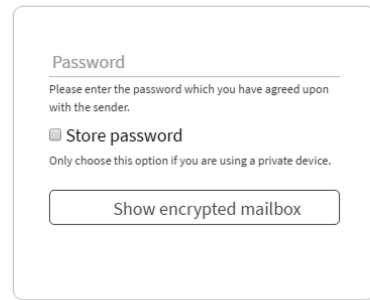 Password
Please enter the password which you have agreed upon
with the sender.
Store password
Only choose this option if you are using a private device.
Show encrypted mailbox